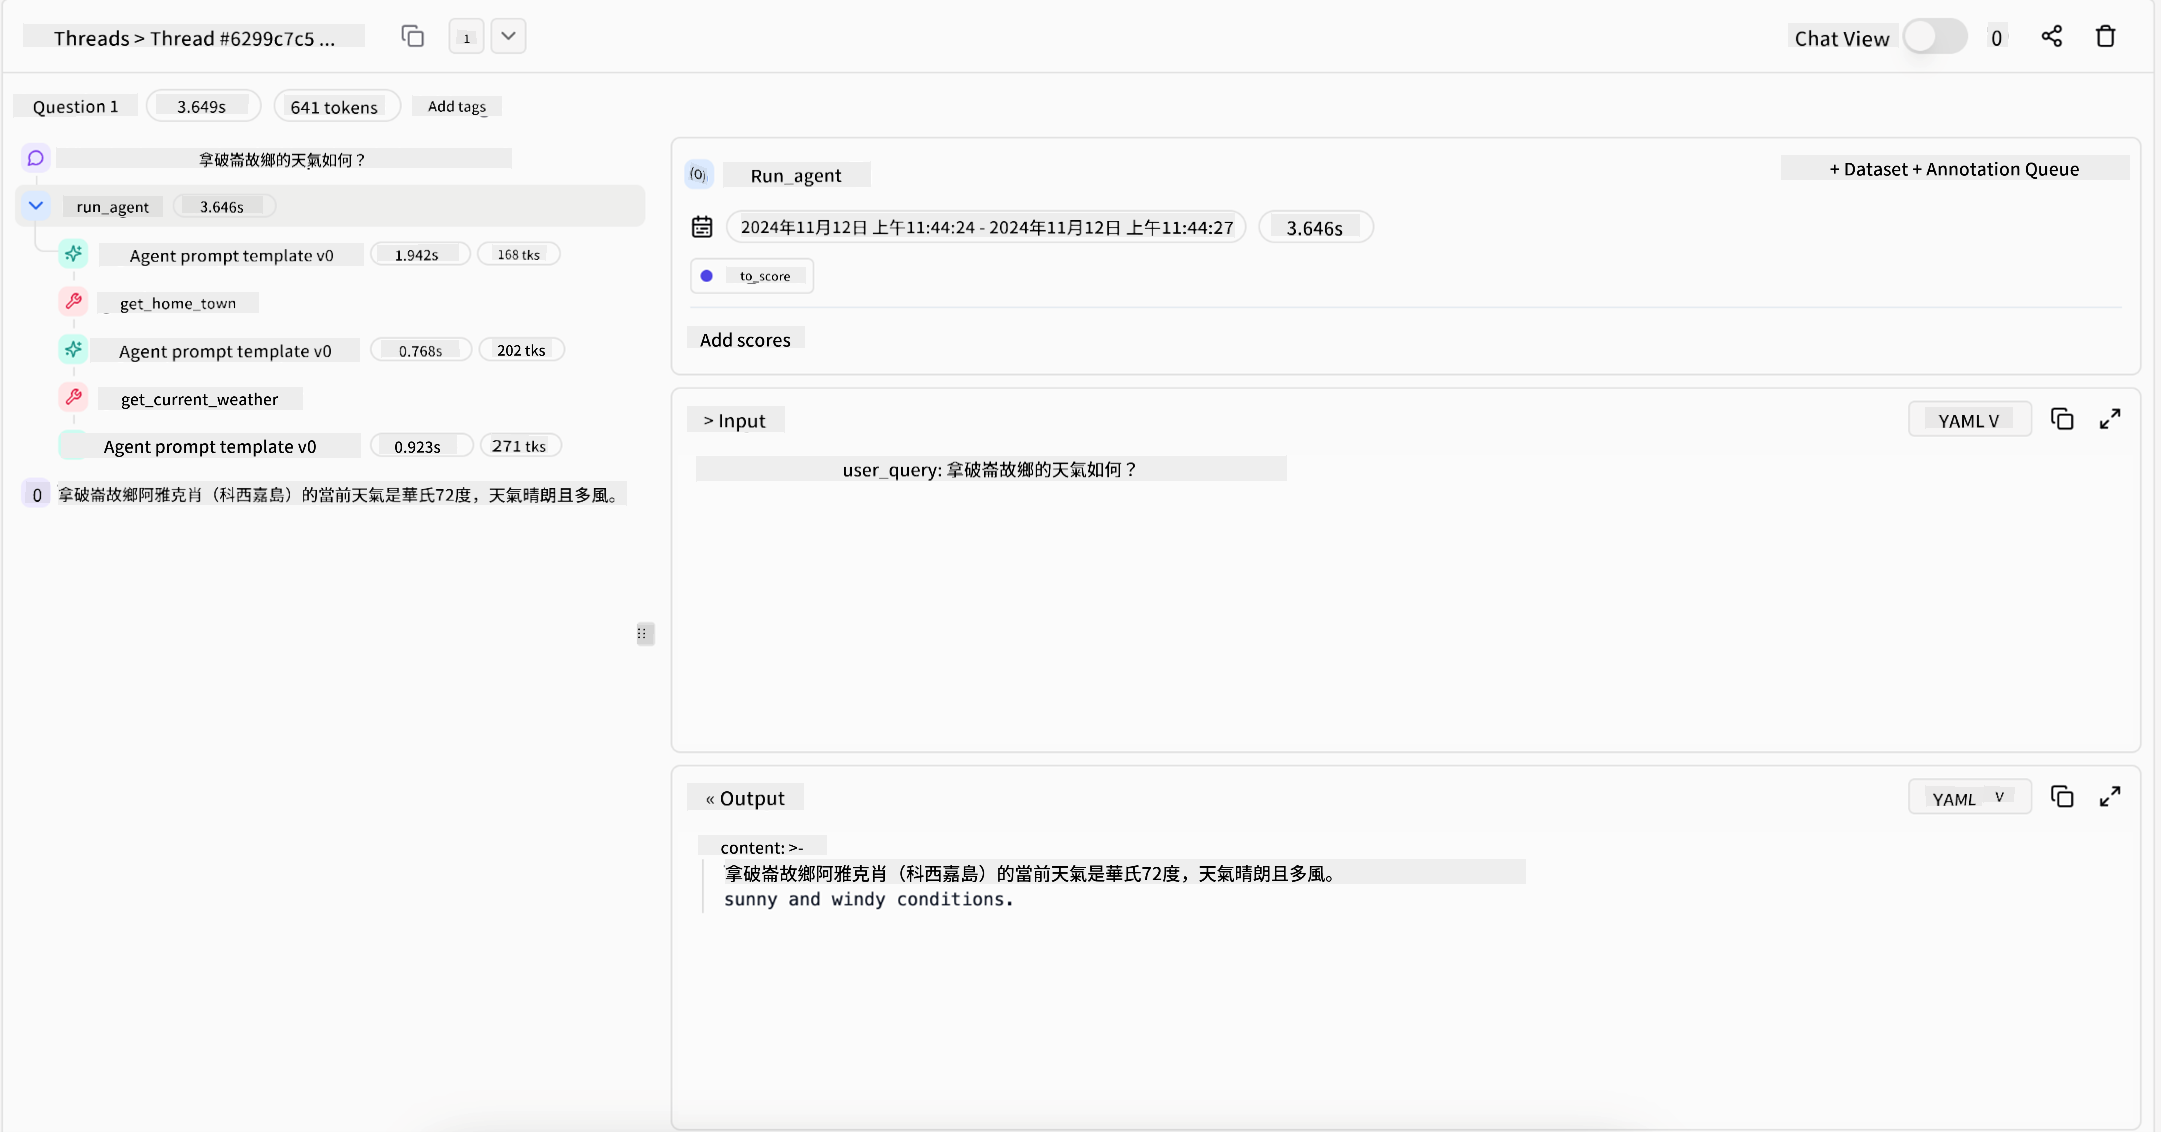 Threads > Thread #6299c7c5 ...
1
Chat View
0
Question 1
3.649s
641 tokens
Add tags
拿破崙故鄉的天氣如何？
run_agent
3.646s
Agent prompt template v0
1.942s
168 tks
get_home_town
Agent prompt template v0
0.768s
202 tks
get_current_weather
Agent prompt template v0
0.923s
271 tks
0
拿破崙故鄉阿雅克肖（科西嘉島）的當前天氣是華氏72度，天氣晴朗且多風。
Run_agent
+ Dataset + Annotation Queue
2024年11月12日 上午11:44:24 - 2024年11月12日 上午11:44:27
3.646s
to_score
Add scores
> Input
YAML V
user_query: 拿破崙故鄉的天氣如何？
« Output
YAML V
content: >-
拿破崙故鄉阿雅克肖（科西嘉島）的當前天氣是華氏72度，天氣晴朗且多風。
sunny and windy conditions.